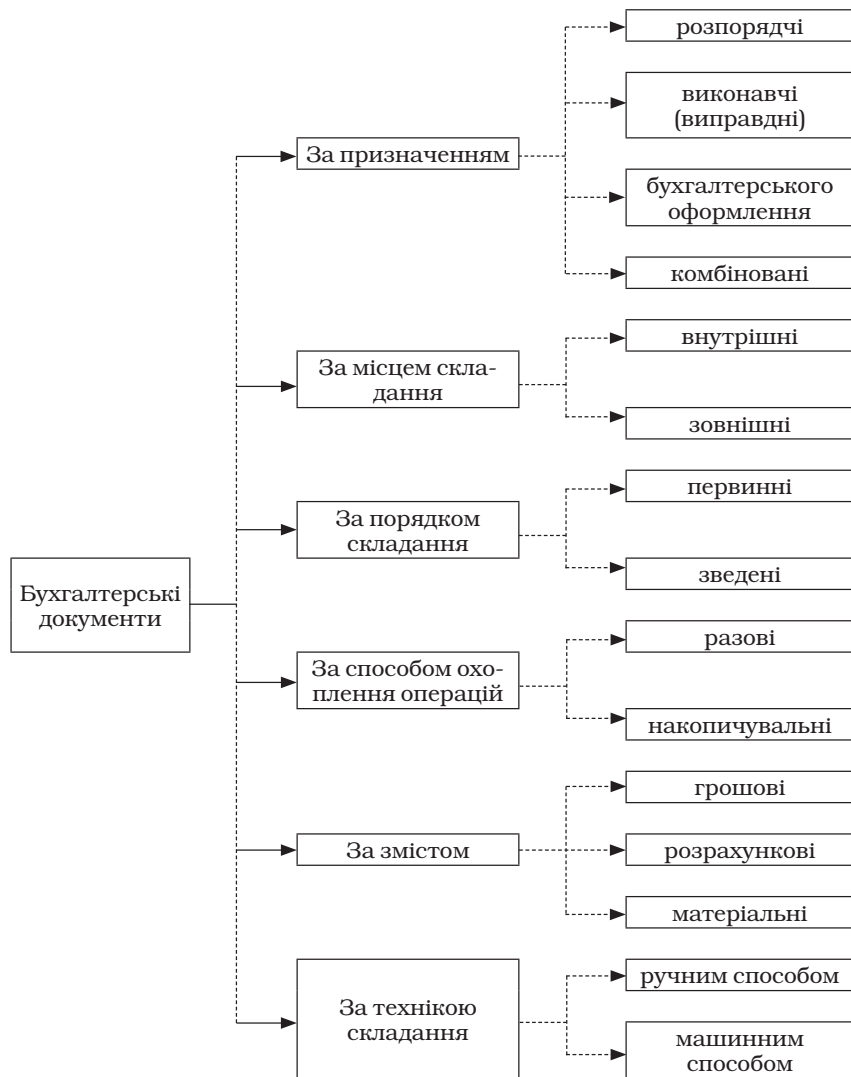 Бухгалтерські
документи
За призначенням
розпорядчі
виконавчі
(виправдні)
бухгалтерського
оформлення
комбіновані
За місцем скла-
дання
внутрішні
зовнішні
За порядком
складання
первинні
зведені
За способом охо-
плення операцій
разові
накопичувальні
За змістом
грошові
розрахункові
матеріальні
За технікою
складання
ручним способом
машинним
способом